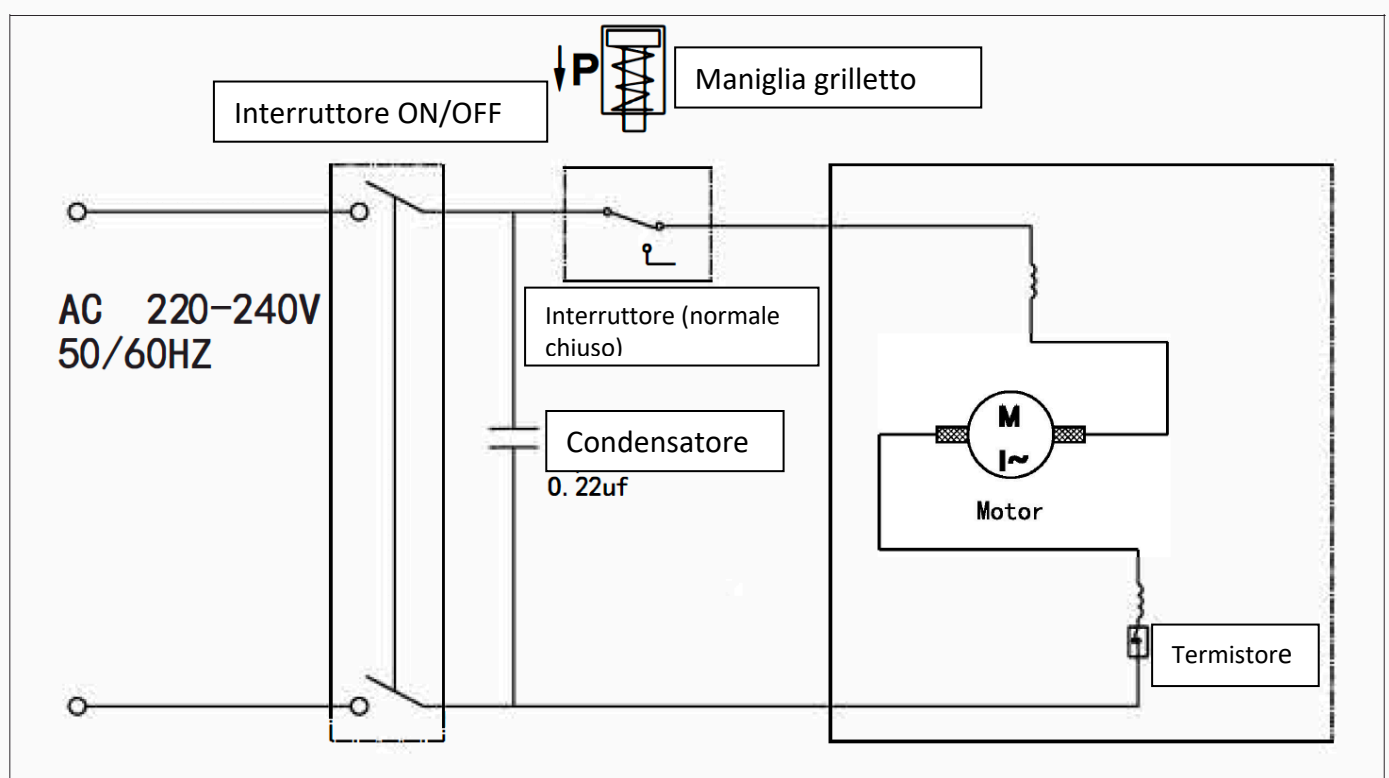 P
Maniglia grilletto
Interruttore ON/OFF
AC 220-240V
50/60HZ
Interruttore (normale
chiuso)
Condensatore
0.22uf
M
I~
Motor
Termistore